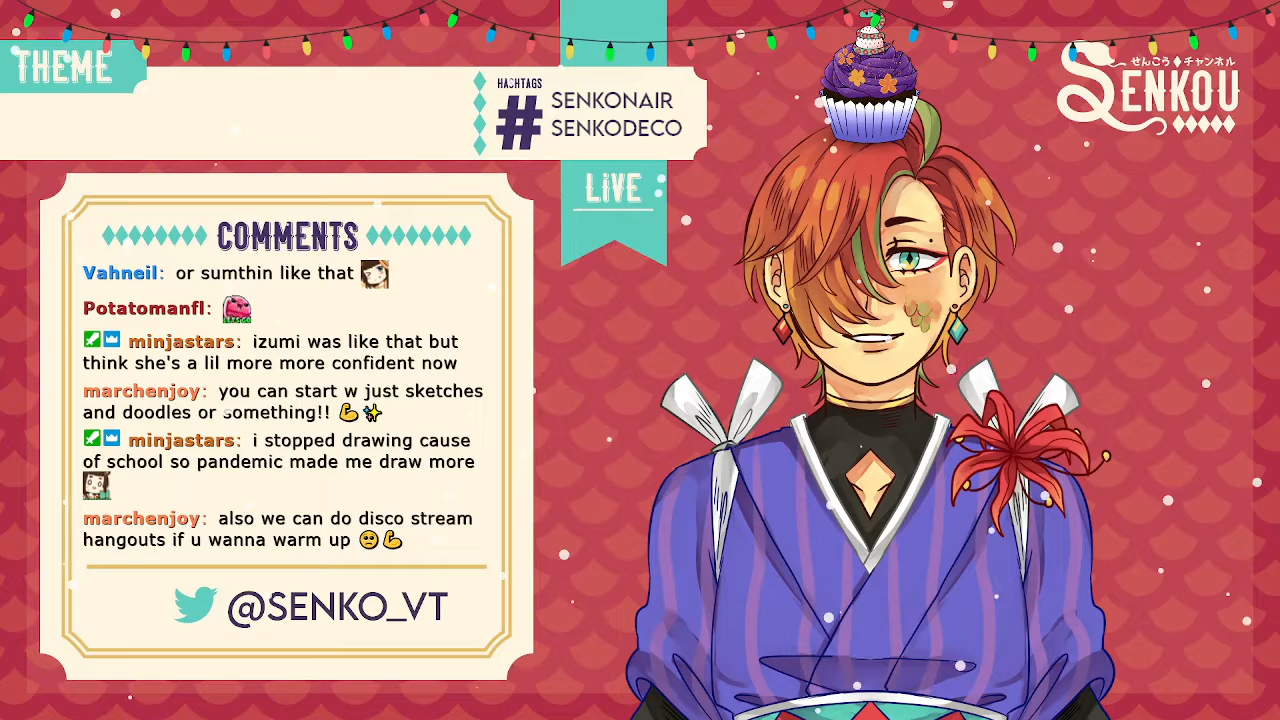 THEME
HASHTAGS
#
SENKONAIR
SENKODECO
せんこう♦チャンネル
SENKOU
LIVE
COMMENTS
Vahneil: or sumthin like that
Potatomanfl:
LETS GO
minjastars: izumi was like that but
think she's a lil more more confident now
marchenjoy: you can start w just sketches
and doodles or something!! 💪✨
minjastars: i stopped drawing cause
of school so pandemic made me draw more
marchenjoy: also we can do disco stream
hangouts if u wanna warm up 🥺💪
@SENKO_VT